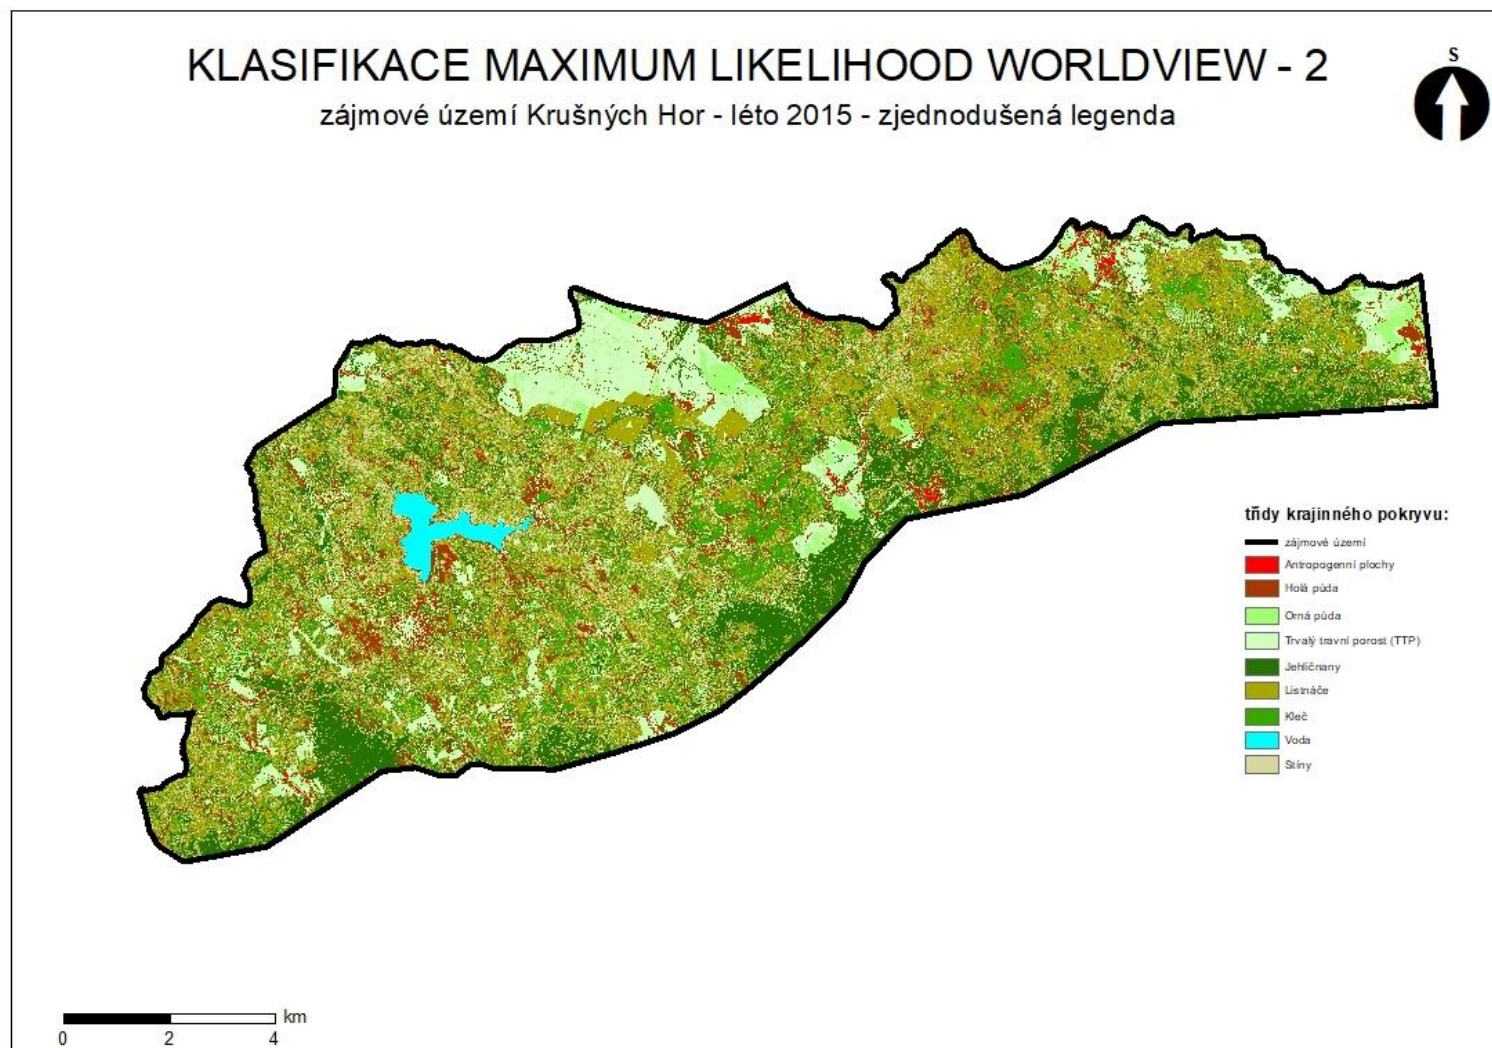 KLASIFIKACE MAXIMUM LIKELIHOOD WORLDVIEW - 2
zájmové území Krušných Hor - léto 2015 - zjednodušená legenda
S
třídy krajinného pokryvu:
zájmové území
Antropogenní plochy
Holá půda
Orná půda
Trvalý travní porost (TTP)
Jehličnany
Listnáče
Kleč
Voda
Stíny
km
0 2 4